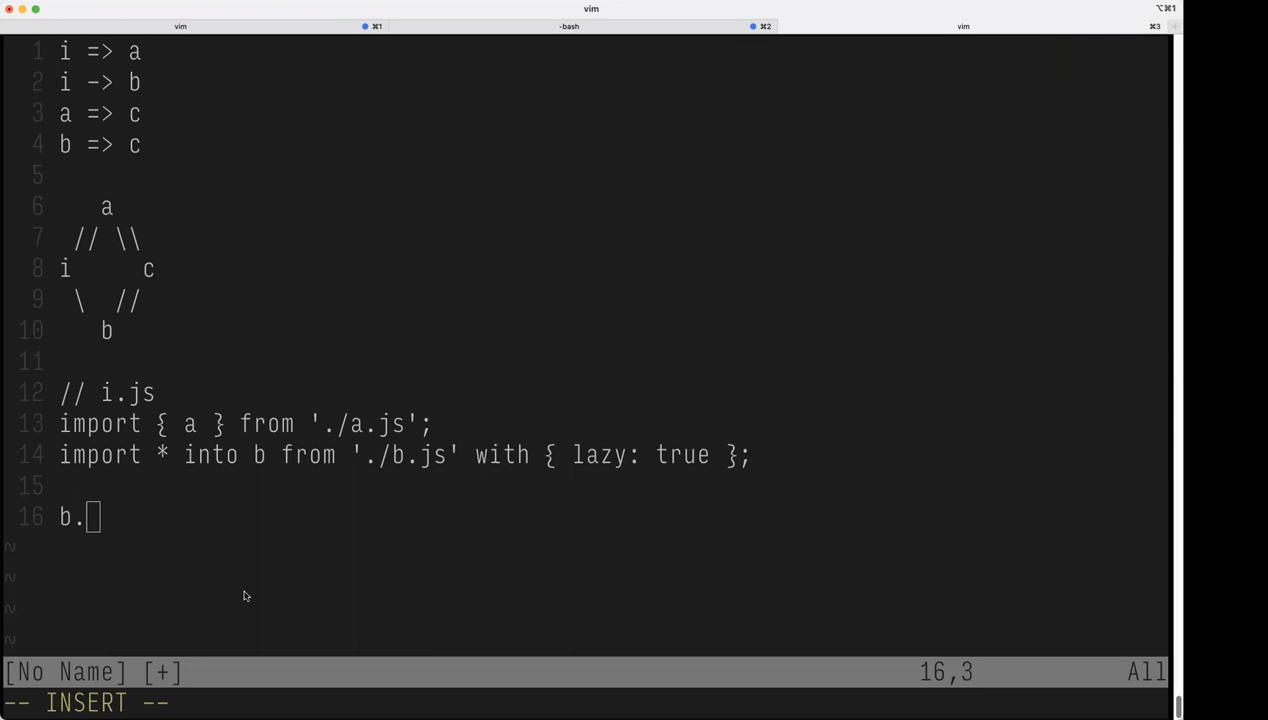 vim
⌥⌘1
vim ⌘1 -bash ⌘2 vim ⌘3 +
1 i => a
2 i -> b
3 a => c
4 b => c
5
6    a
7  // \\
8 i     c
9  \  //
10    b
11
12 // i.js
13 import { a } from './a.js';
14 import * into b from './b.js' with { lazy: true };
15
16 b.
~
~
~
~
[No Name] [+] 16,3 All
-- INSERT --